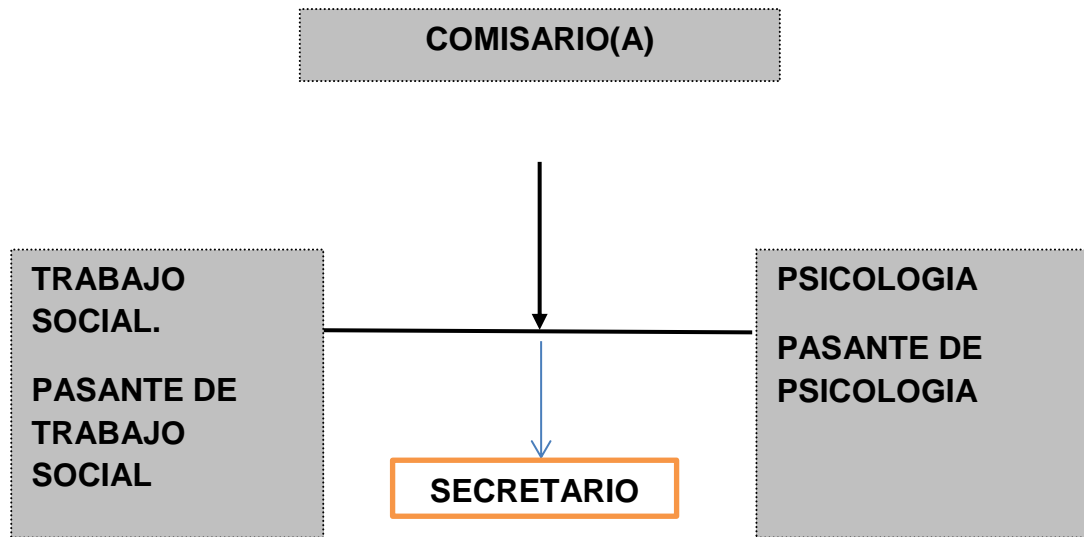 COMISARIO(A)
TRABAJO
SOCIAL.
PASANTE DE
TRABAJO
SOCIAL
PSICOLOGIA
PASANTE DE
PSICOLOGIA
SECRETARIO